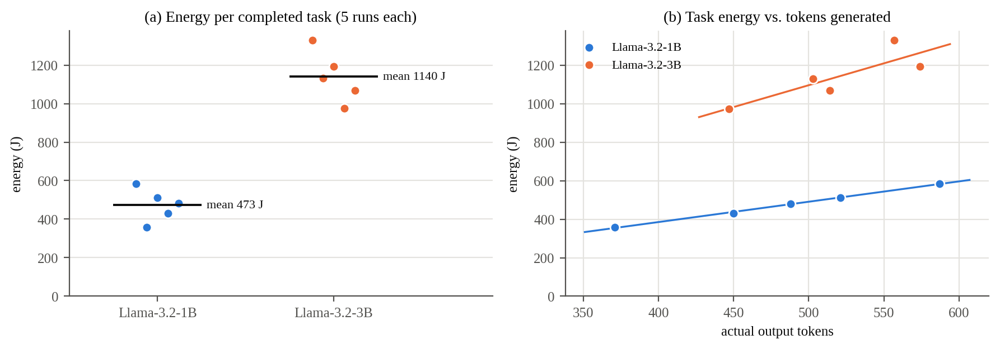 (a) Energy per completed task (5 runs each)
energy (J)
1200
1000
800
600
400
200
0
mean 473 J
mean 1140 J
Llama-3.2-1B
Llama-3.2-3B
(b) Task energy vs. tokens generated
energy (J)
1200
1000
800
600
400
200
0
Llama-3.2-1B
Llama-3.2-3B
350 400 450 500 550 600
actual output tokens